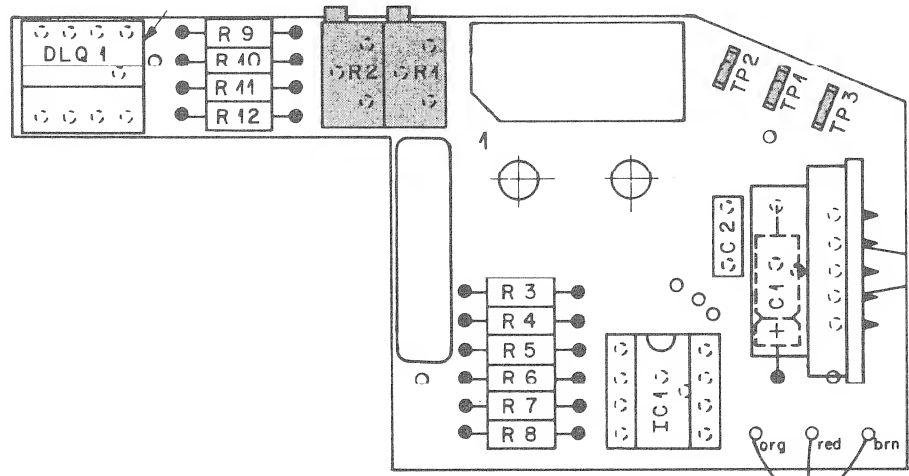 DLQ 1
R 9
R 10
R 11
R 12
R2
R1
TP2
TP1
TP3
1
C2
C1
+
R 3
R 4
R 5
R 6
R 7
R 8
IC1
org
red
brn